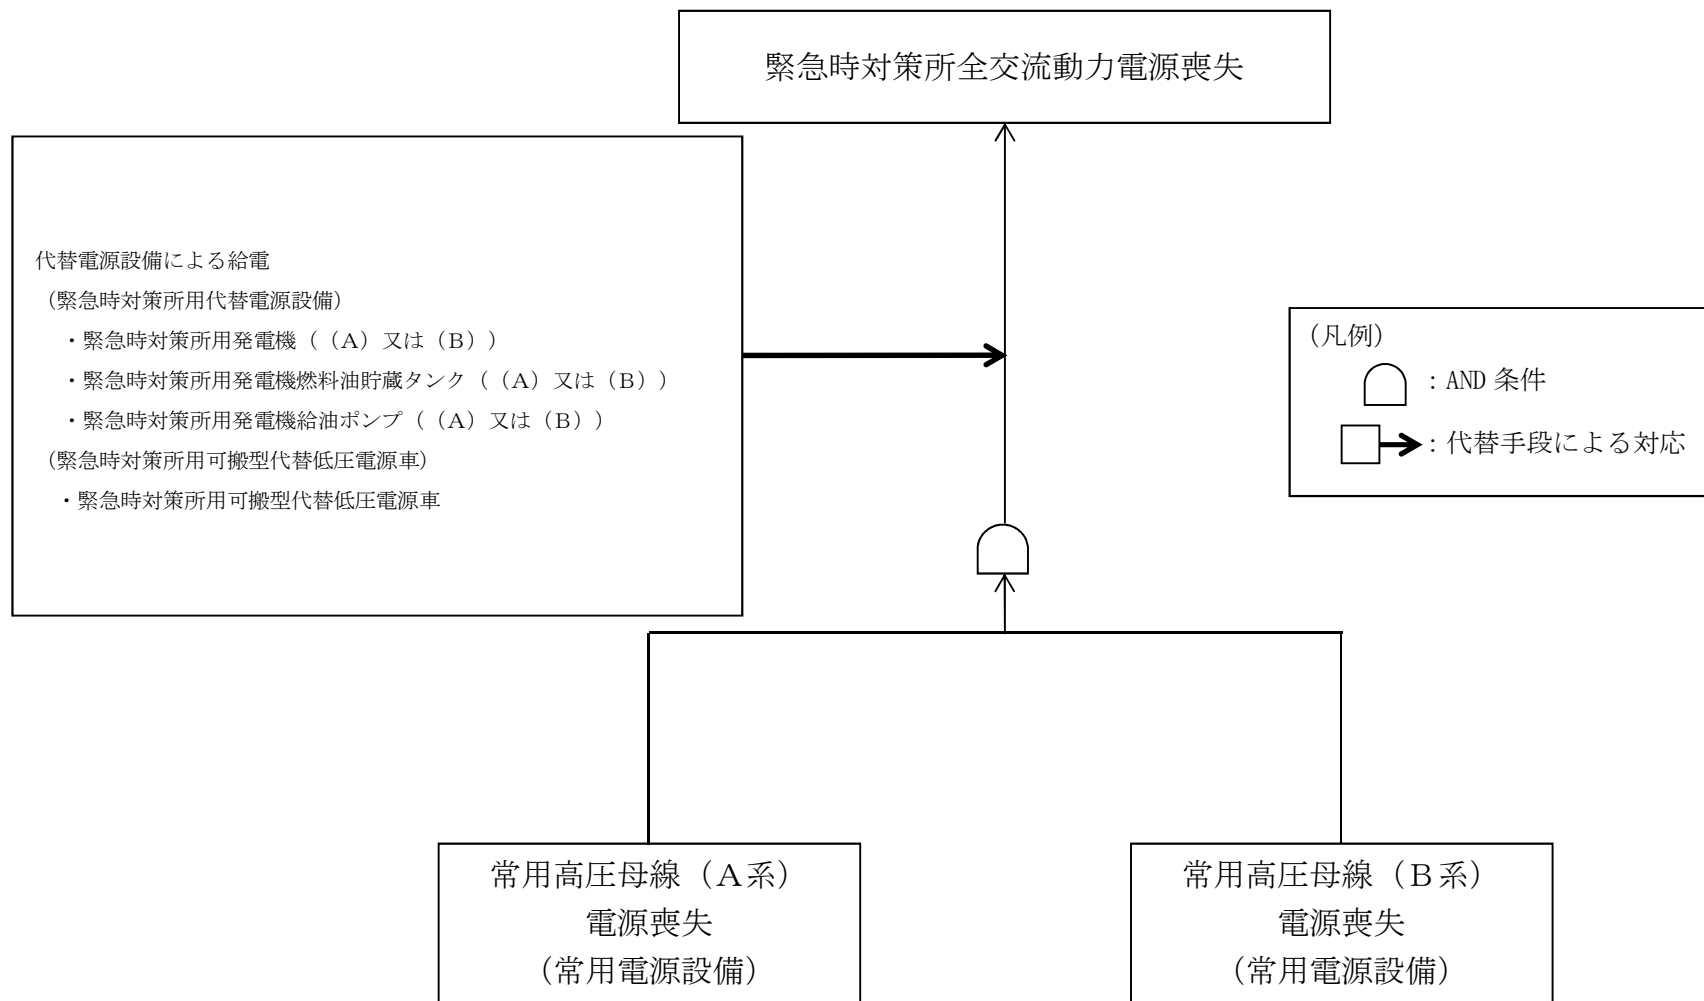 緊急時対策所全交流動力電源喪失
代替電源設備による給電
（緊急時対策所用代替電源設備）
・緊急時対策所用発電機（（Ａ）又は（Ｂ））
・緊急時対策所用発電機燃料油貯蔵タンク（（Ａ）又は（Ｂ））
・緊急時対策所用発電機給油ポンプ（（Ａ）又は（Ｂ））
（緊急時対策所用可搬型代替低圧電源車）
・緊急時対策所用可搬型代替低圧電源車
（凡例）
：AND 条件
：代替手段による対応
常用高圧母線（Ａ系）
電源喪失
（常用電源設備）
常用高圧母線（Ｂ系）
電源喪失
（常用電源設備）